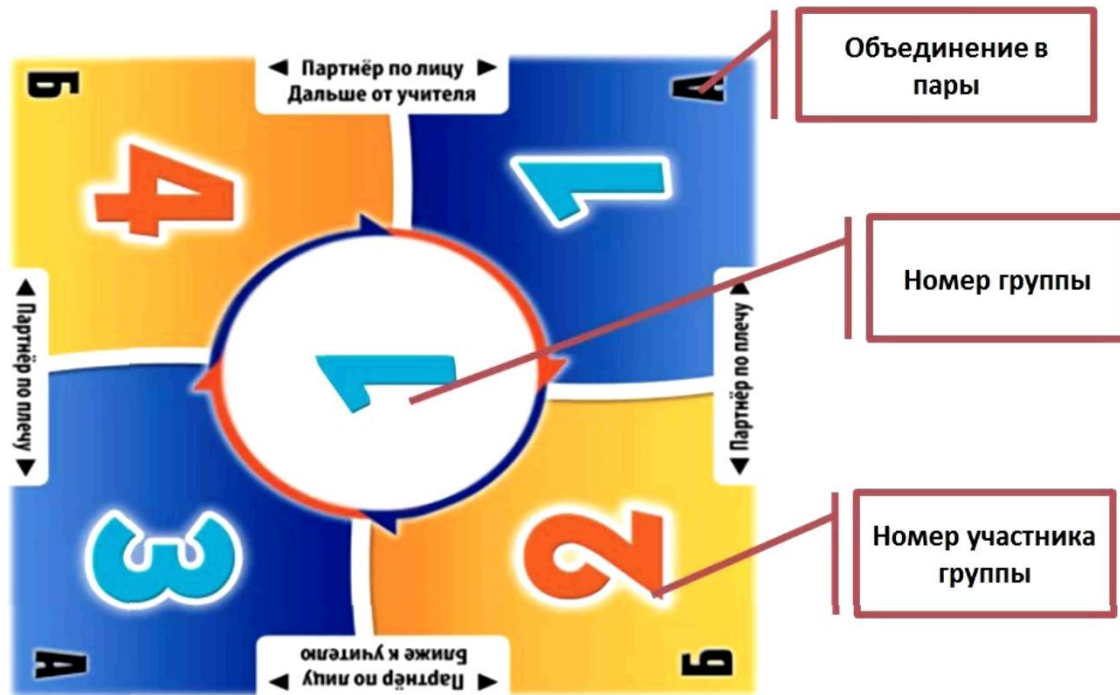 Объединение в
пары
Б
◄ Партнёр по лицу ►
Дальше от учителя
А
4
1
Номер группы
◄ Партнёр по плечу ►
1
◄ Партнёр по плечу ►
3
2
Номер участника
группы
А
◄ Партнёр по лицу ►
Ближе к учителю
Б